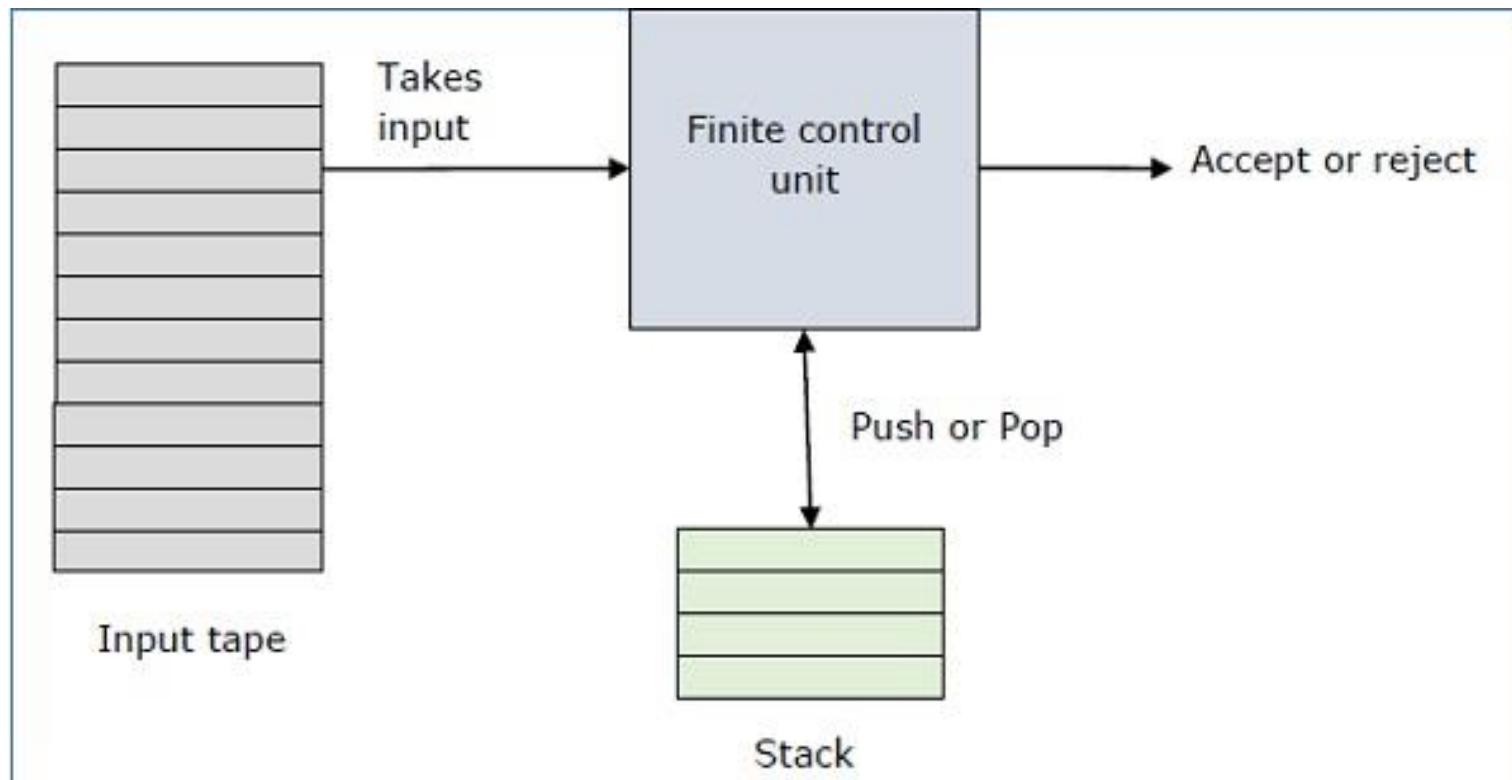 Takes
input
Finite control
unit
Accept or reject
Push or Pop
Input tape
Stack